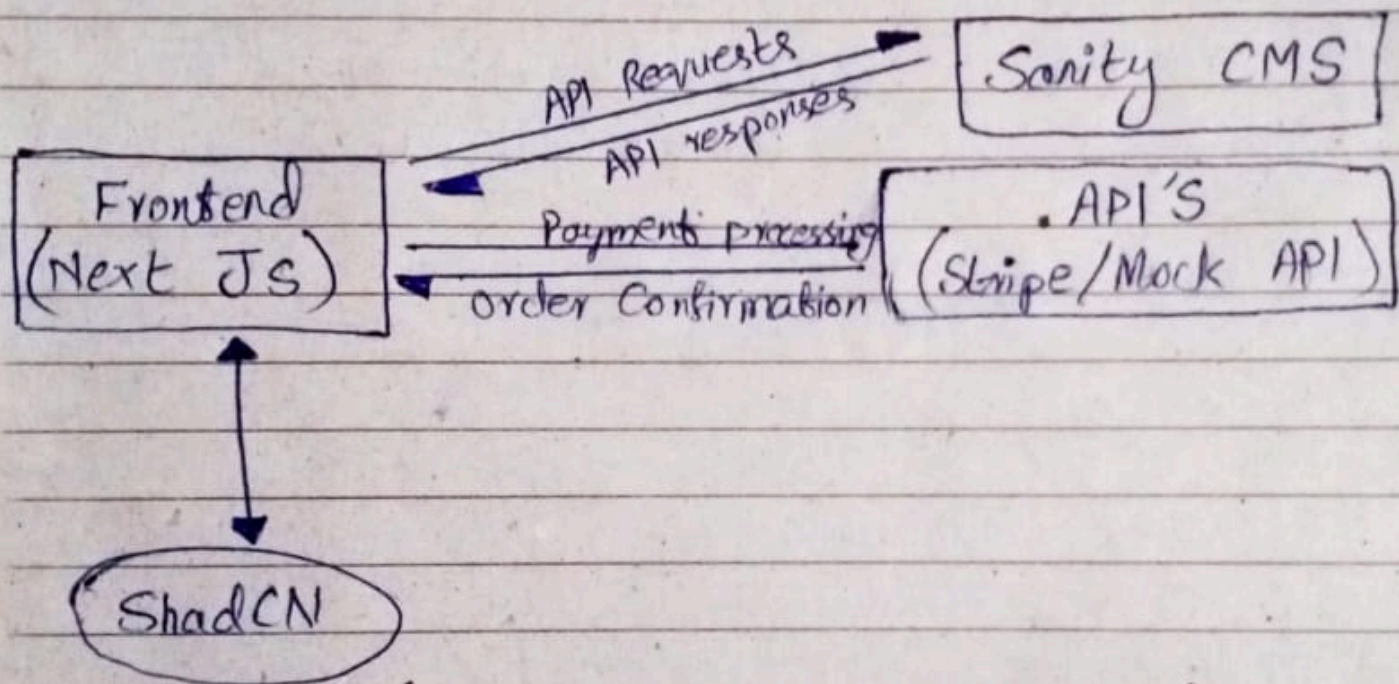 API Requests
API responses
Sanity CMS
Frontend
(Next JS)
Payment processing
order Confirmation
. API'S
(Stripe/Mock API)
ShadCN